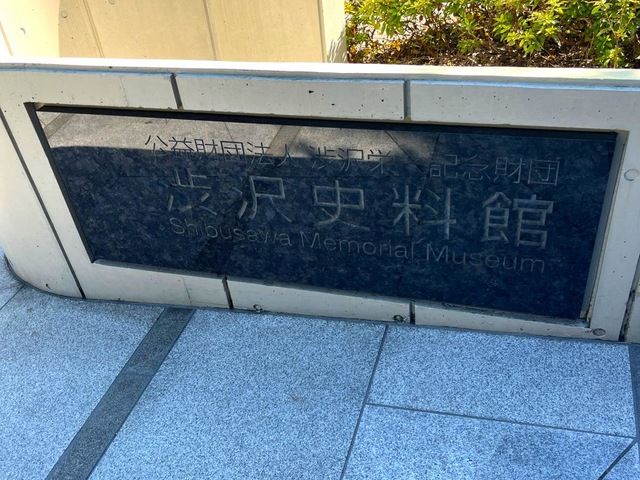 公益財団法人 渋沢栄一記念財団
渋沢史料館
Shibusawa Memorial Museum